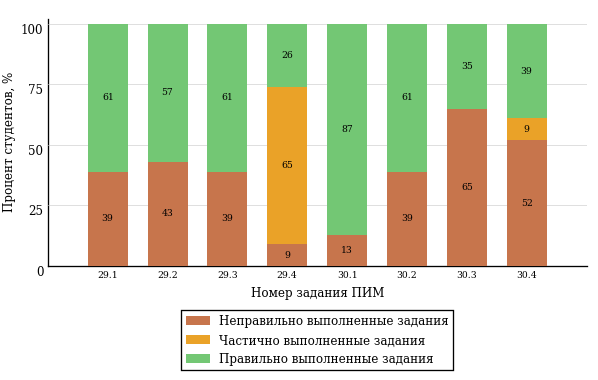 Процент студентов, %
100
75
50
25
0
61 57 61 26 87 61 35 39
65 9
39 43 39 9 13 39 65 52
29.1 29.2 29.3 29.4 30.1 30.2 30.3 30.4
Номер задания ПИМ
Неправильно выполненные задания
Частично выполненные задания
Правильно выполненные задания